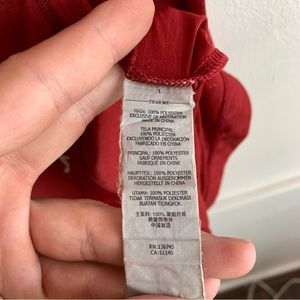 L
MAIN: 100% POLYESTER
EXCLUSIVE OF DECORATION
MADE IN CHINA
TELA PRINCIPAL: 100%
POLIESTER
EXCLUSIVO DE LA DECORACIÓN
FABRICADO EN CHINA
PRINCIPAL: 100% POLYESTER
SAUF ORNEMENTS
FABRIQUÉ EN CHINE
HAUPTTEIL: 100% POLYESTER
DEKORATION AUSGENOMMEN
HERGESTELLT IN CHINA
UTAMA: 100% POLYESTER
TIDAK TERMASUK DEKORASI
BUATAN TIONGKOK
主面料: 100% 聚酯纤维
装饰物除外
中国制造
RN:136745
CA:61140